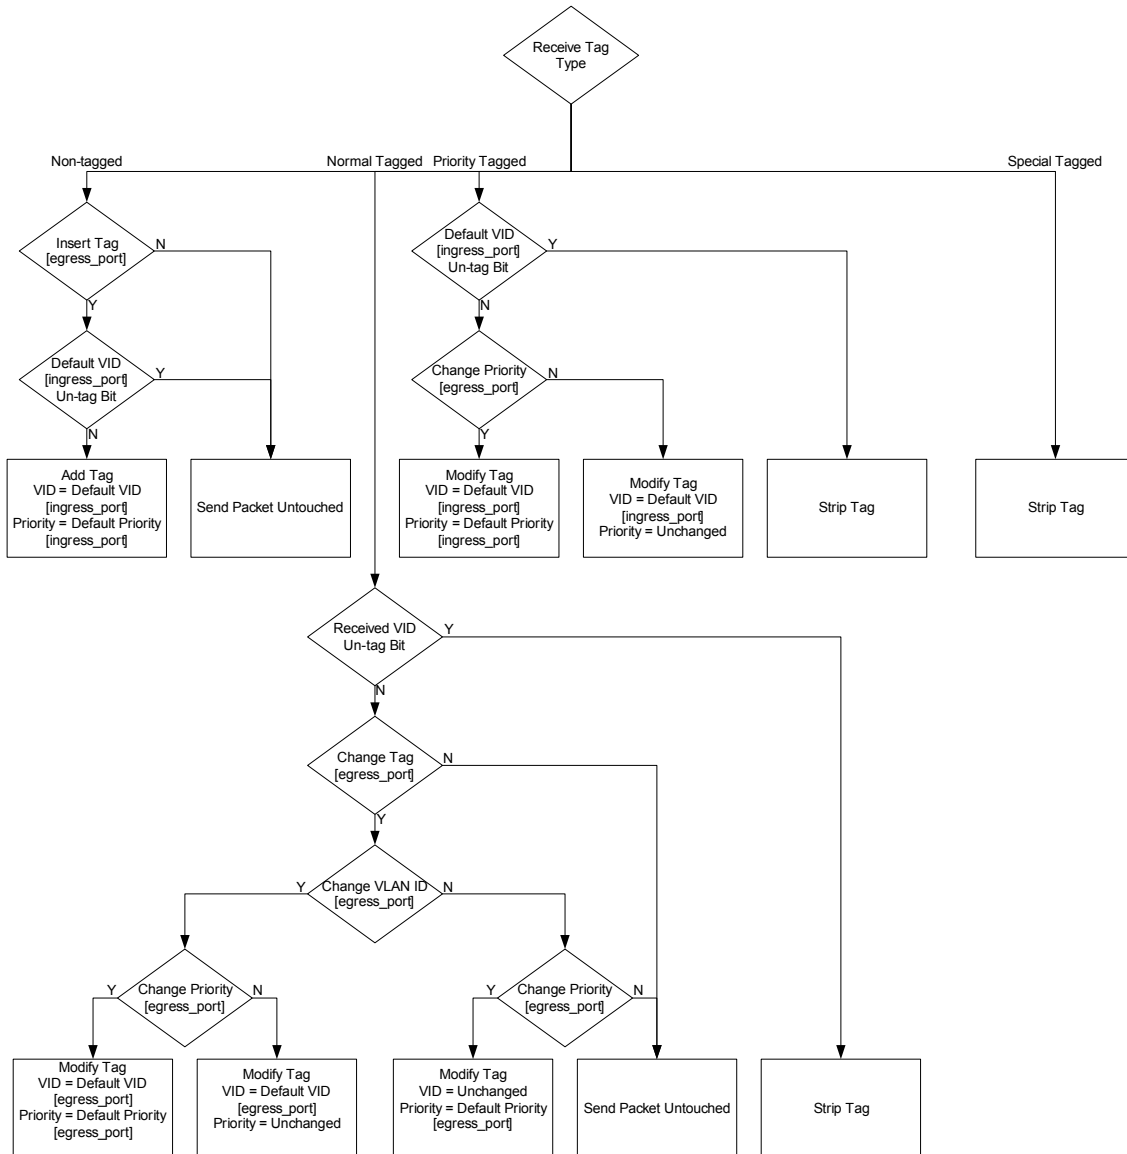 Receive Tag
Type
Non-tagged
Normal Tagged
Priority Tagged
Special Tagged
Insert Tag
[egress_port]
N
Y
Default VID
[ingress_port]
Un-tag Bit
Y
N
Default VID
[ingress_port]
Un-tag Bit
Y
N
Change Priority
[egress_port]
N
Y
Add Tag
VID = Default VID
[ingress_port]
Priority = Default Priority
[ingress_port]
Send Packet Untouched
Modify Tag
VID = Default VID
[ingress_port]
Priority = Default Priority
[ingress_port]
Modify Tag
VID = Default VID
[ingress_port]
Priority = Unchanged
Strip Tag
Strip Tag
Received VID
Un-tag Bit
Y
N
Change Tag
[egress_port]
N
Y
Y
Change VLAN ID
[egress_port]
N
Y
Change Priority
[egress_port]
N
Y
Change Priority
[egress_port]
N
Modify Tag
VID = Default VID
[egress_port]
Priority = Default Priority
[egress_port]
Modify Tag
VID = Default VID
[egress_port]
Priority = Unchanged
Modify Tag
VID = Unchanged
Priority = Default Priority
[egress_port]
Send Packet Untouched
Strip Tag